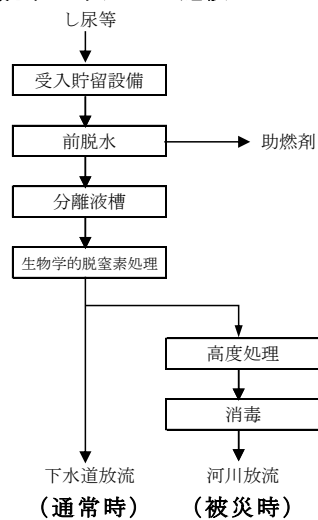 し尿等
受入貯留設備
前脱水
助燃剤
分離液槽
生物学的脱窒素処理
高度処理
消毒
下水道放流
河川放流
(通常時)
(被災時)